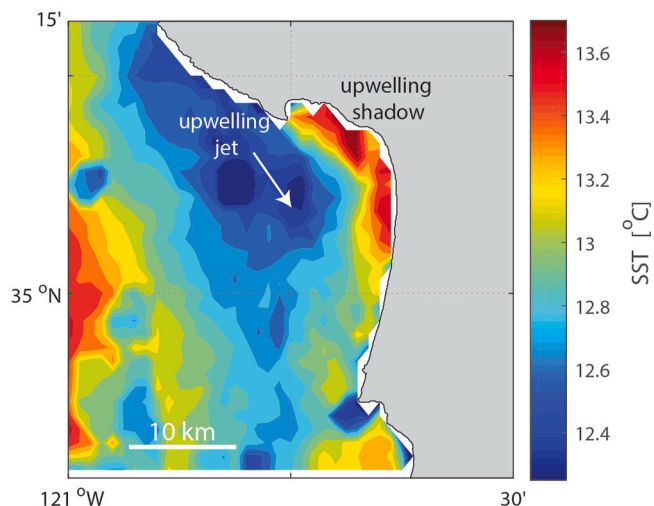 15'
upwelling
shadow
upwelling
jet
35 °N
10 km
121 °W
30'
13.6
13.4
13.2
13
12.8
12.6
12.4
SST [°C]